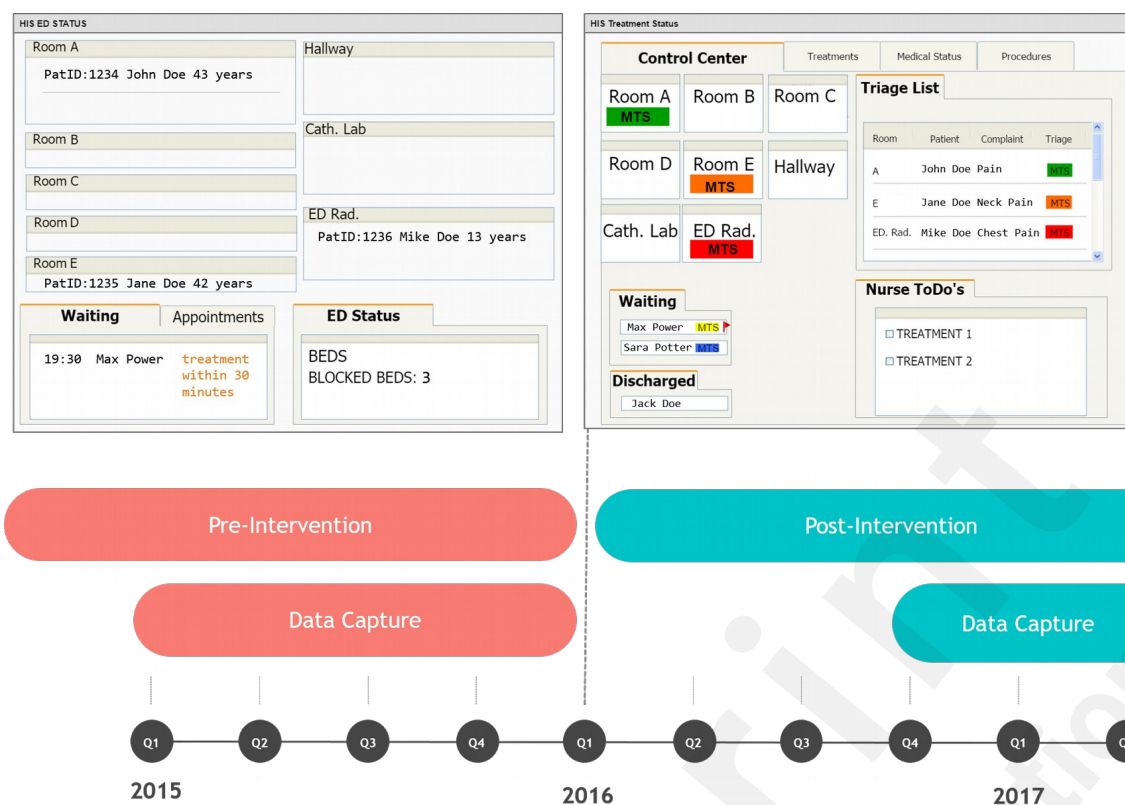 HIS ED STATUS
Room A
PatID:1234 John Doe 43 years
Room B
Room C
Room D
Room E
PatID:1235 Jane Doe 42 years
Hallway
Cath. Lab
ED Rad.
PatID:1236 Mike Doe 13 years
Waiting
Appointments
19:30 Max Power treatment
within 30
minutes
ED Status
BEDS
BLOCKED BEDS: 3
HIS Treatment Status
Control Center
Treatments
Medical Status
Procedures
Room A
MTS
Room B
Room C
Room D
Room E
MTS
Hallway
Cath. Lab
ED Rad.
MTS
Triage List
Room Patient Complaint Triage
A John Doe Pain MTS
E Jane Doe Neck Pain MTS
ED. Rad. Mike Doe Chest Pain MTS
Waiting
Max Power MTS
Sara Potter MTS
Discharged
Jack Doe
Nurse ToDo's
TREATMENT 1
TREATMENT 2
Pre-Intervention
Post-Intervention
Data Capture
Data Capture
Q1 Q2 Q3 Q4 Q1 Q2 Q3 Q4 Q1
2015 2016 2017